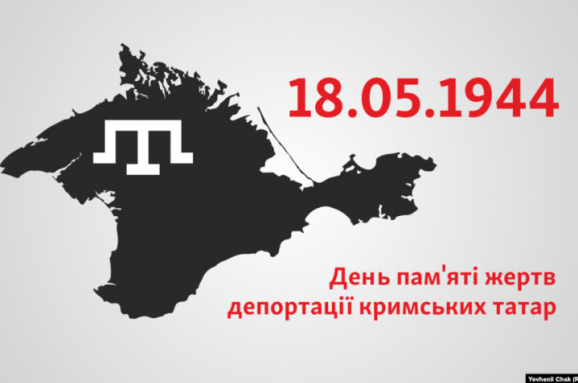 18.05.1944
День пам'яті жертв
депортації кримських татар
Yevhenii Chak (R